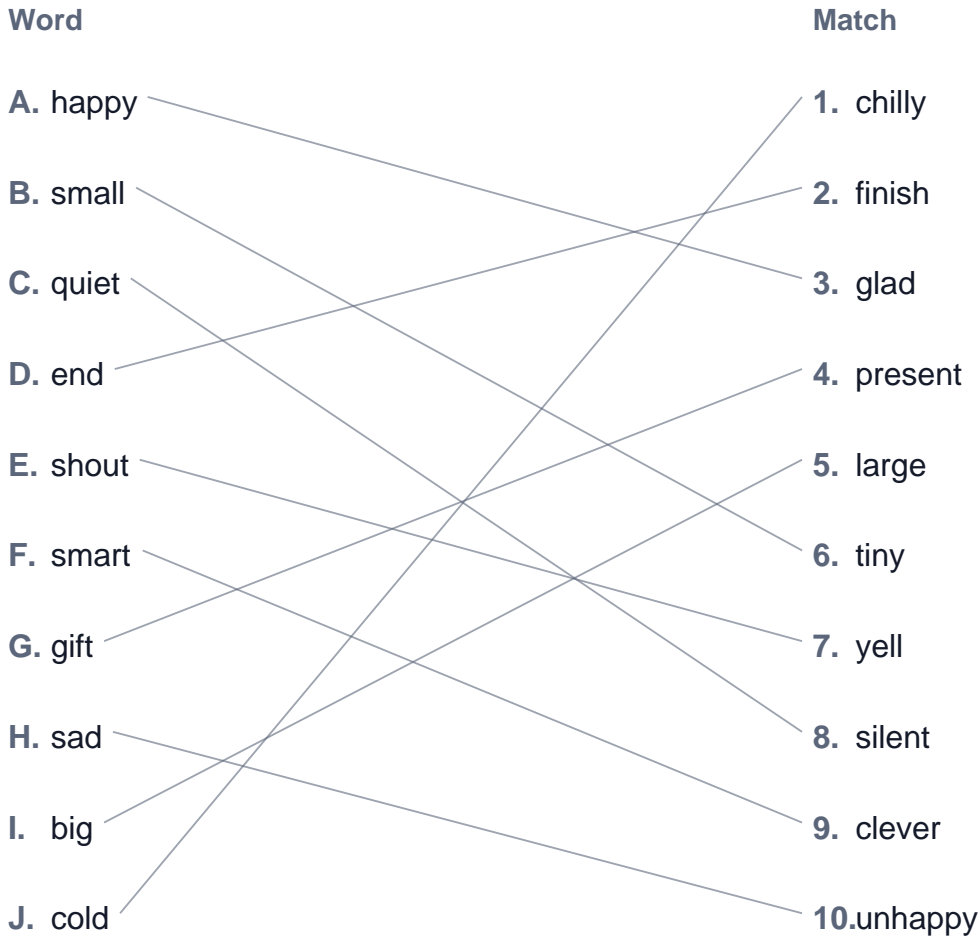 Word Match
A. happy 1. chilly
B. small 2. finish
C. quiet 3. glad
D. end 4. present
E. shout 5. large
F. smart 6. tiny
G. gift 7. yell
H. sad 8. silent
I. big 9. clever
J. cold 10.unhappy